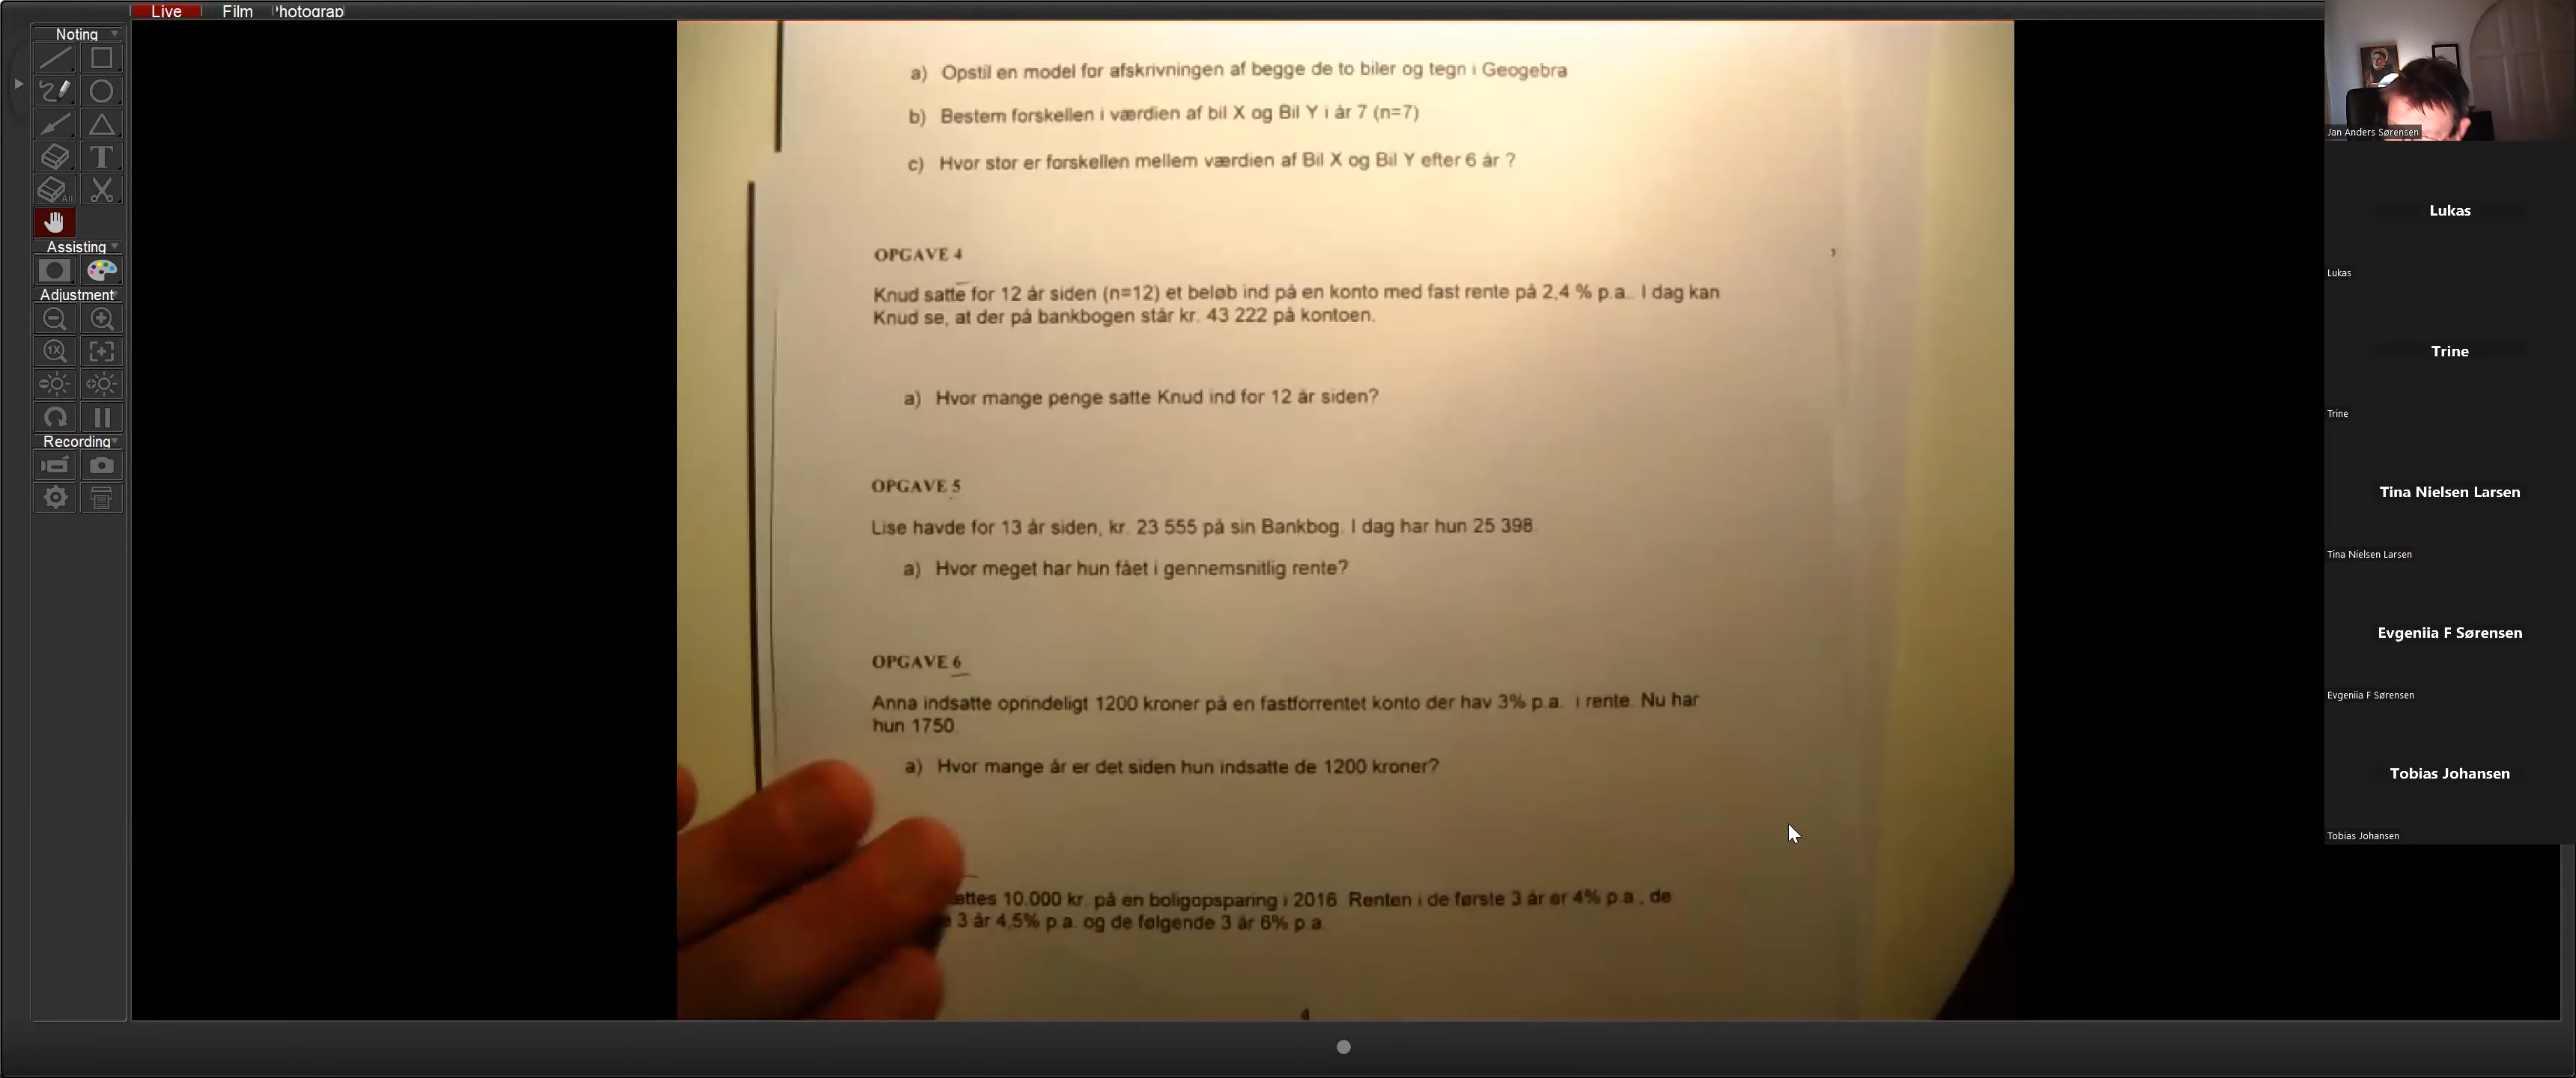 Live Film Photograp
Noting
T
All
Assisting
Adjustment
1X
Recording
a) Opstil en model for afskrivningen af begge de to biler og tegn i Geogebra
b) Bestem forskellen i værdien af bil X og Bil Y i år 7 (n=7)
c) Hvor stor er forskellen mellem værdien af Bil X og Bil Y efter 6 år ?
OPGAVE 4
Knud satte for 12 år siden (n=12) et beløb ind på en konto med fast rente på 2,4 % p.a.. I dag kan
Knud se, at der på bankbogen står kr. 43 222 på kontoen.
a) Hvor mange penge satte Knud ind for 12 år siden?
OPGAVE 5
Lise havde for 13 år siden, kr. 23 555 på sin Bankbog. I dag har hun 25 398.
a) Hvor meget har hun fået i gennemsnitlig rente?
OPGAVE 6
Anna indsatte oprindeligt 1200 kroner på en fastforrentet konto der hav 3% p.a. i rente. Nu har
hun 1750.
a) Hvor mange år er det siden hun indsatte de 1200 kroner?
10.000 kr. på en boligopsparing i 2016. Renten i de første 3 år er 4% p.a., de
3 år 4,5% p.a. og de følgende 3 år 6% p.a.
Jan Anders Sørensen
Lukas
Lukas
Trine
Trine
Tina Nielsen Larsen
Tina Nielsen Larsen
Evgeniia F Sørensen
Evgeniia F Sørensen
Tobias Johansen
Tobias Johansen